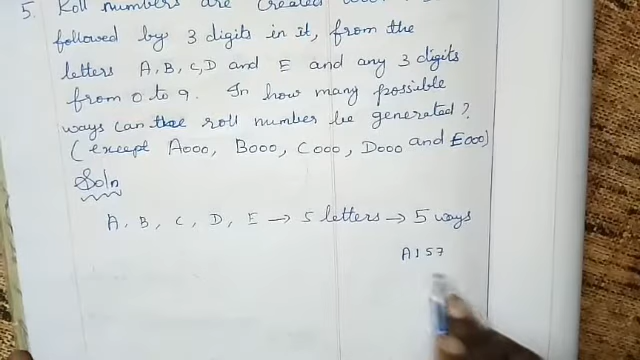 5. Roll numbers are created
followed by 3 digits in it, from the
letters A, B, C, D and E and any 3 digits
from 0 to 9. In how many possible
ways can the roll number be generated?
(except A000, B000, C000, D000 and E000)
Soln
A, B, C, D, E → 5 letters → 5 ways
A157